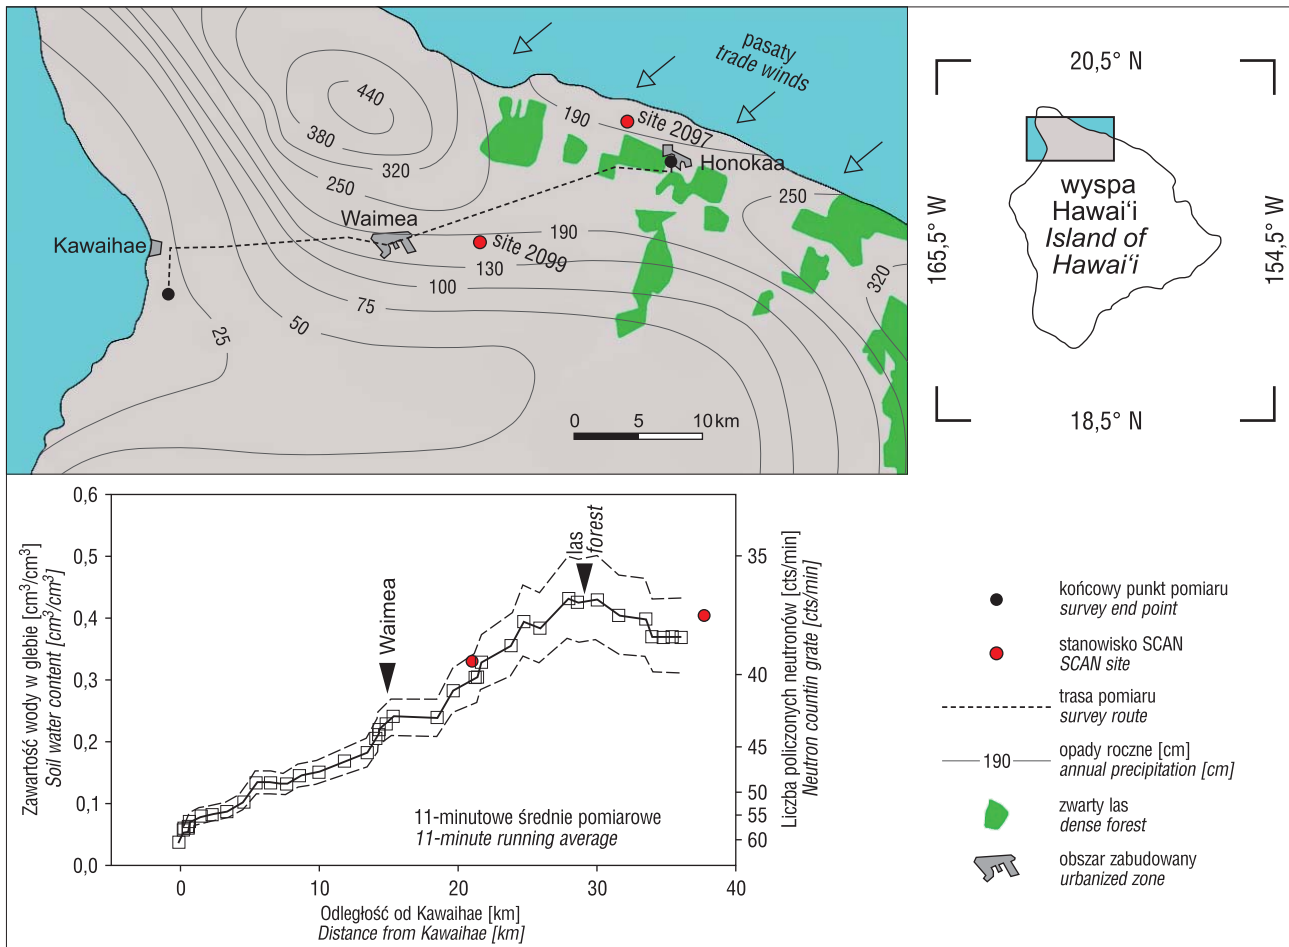 pasaty
trade winds
440
380
320
250
190
site 2097
Honokaa
250
Waimea
190
Kawaihae
site 2099
130
100
75
50
25
320
0 5 10 km
20,5° N
165,5° W
154,5° W
wyspa
Hawai‘i
Island of
Hawai‘i
18,5° N
Zawartość wody w glebie [cm³/cm³]
Soil water content [cm³/cm³]
0,6
0,5
0,4
0,3
0,2
0,1
0,0
Waimea
las
forest
11-minutowe średnie pomiarowe
11-minute running average
35
40
45
50
55
60
Liczba policzonych neutronów [cts/min]
Neutron countin grate [cts/min]
0 10 20 30 40
Odległość od Kawaihae [km]
Distance from Kawaihae [km]
końcowy punkt pomiaru
survey end point
stanowisko SCAN
SCAN site
trasa pomiaru
survey route
190
opady roczne [cm]
annual precipitation [cm]
zwarty las
dense forest
obszar zabudowany
urbanized zone